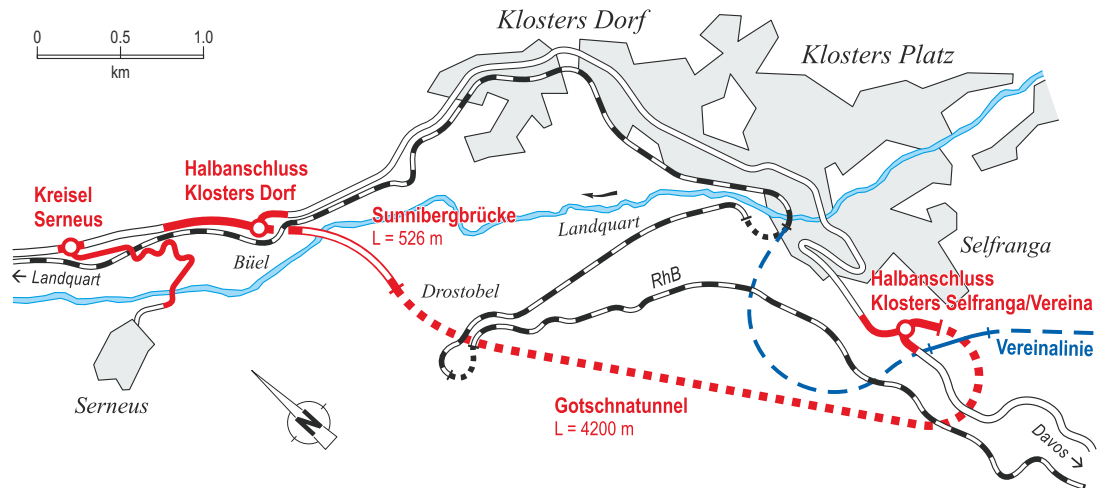 Klosters Dorf
0 0.5 1.0
km
Klosters Platz
Halbanschluss
Klosters Dorf
Kreisel
Serneus
Sunnibergbrücke
L = 526 m
Landquart
Selfranga
Büel
← Landquart
RhB
Drostobel
Halbanschluss
Klosters Selfranga/Vereina
Vereinalinie
Serneus
Gotschnatunnel
L = 4200 m
N
Davos →